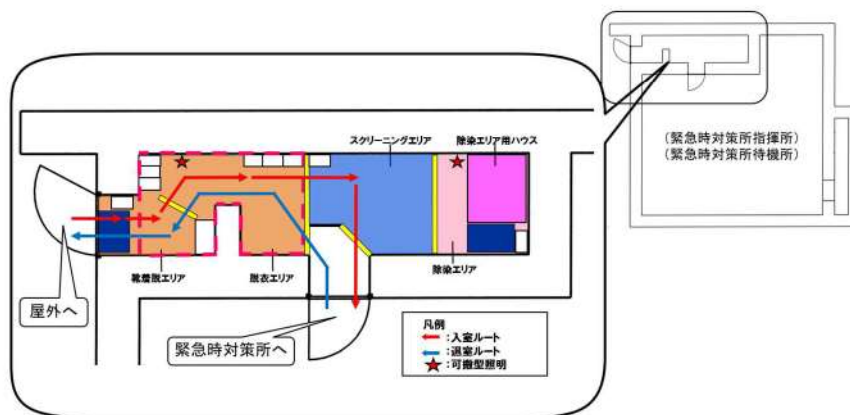 (緊急時対策所指揮所)
(緊急時対策所待機所)
スクリーニングエリア
除染エリア用ハウス
靴着脱エリア
脱衣エリア
除染エリア
屋外へ
緊急時対策所へ
凡例
:入室ルート
:退室ルート
:可搬型照明